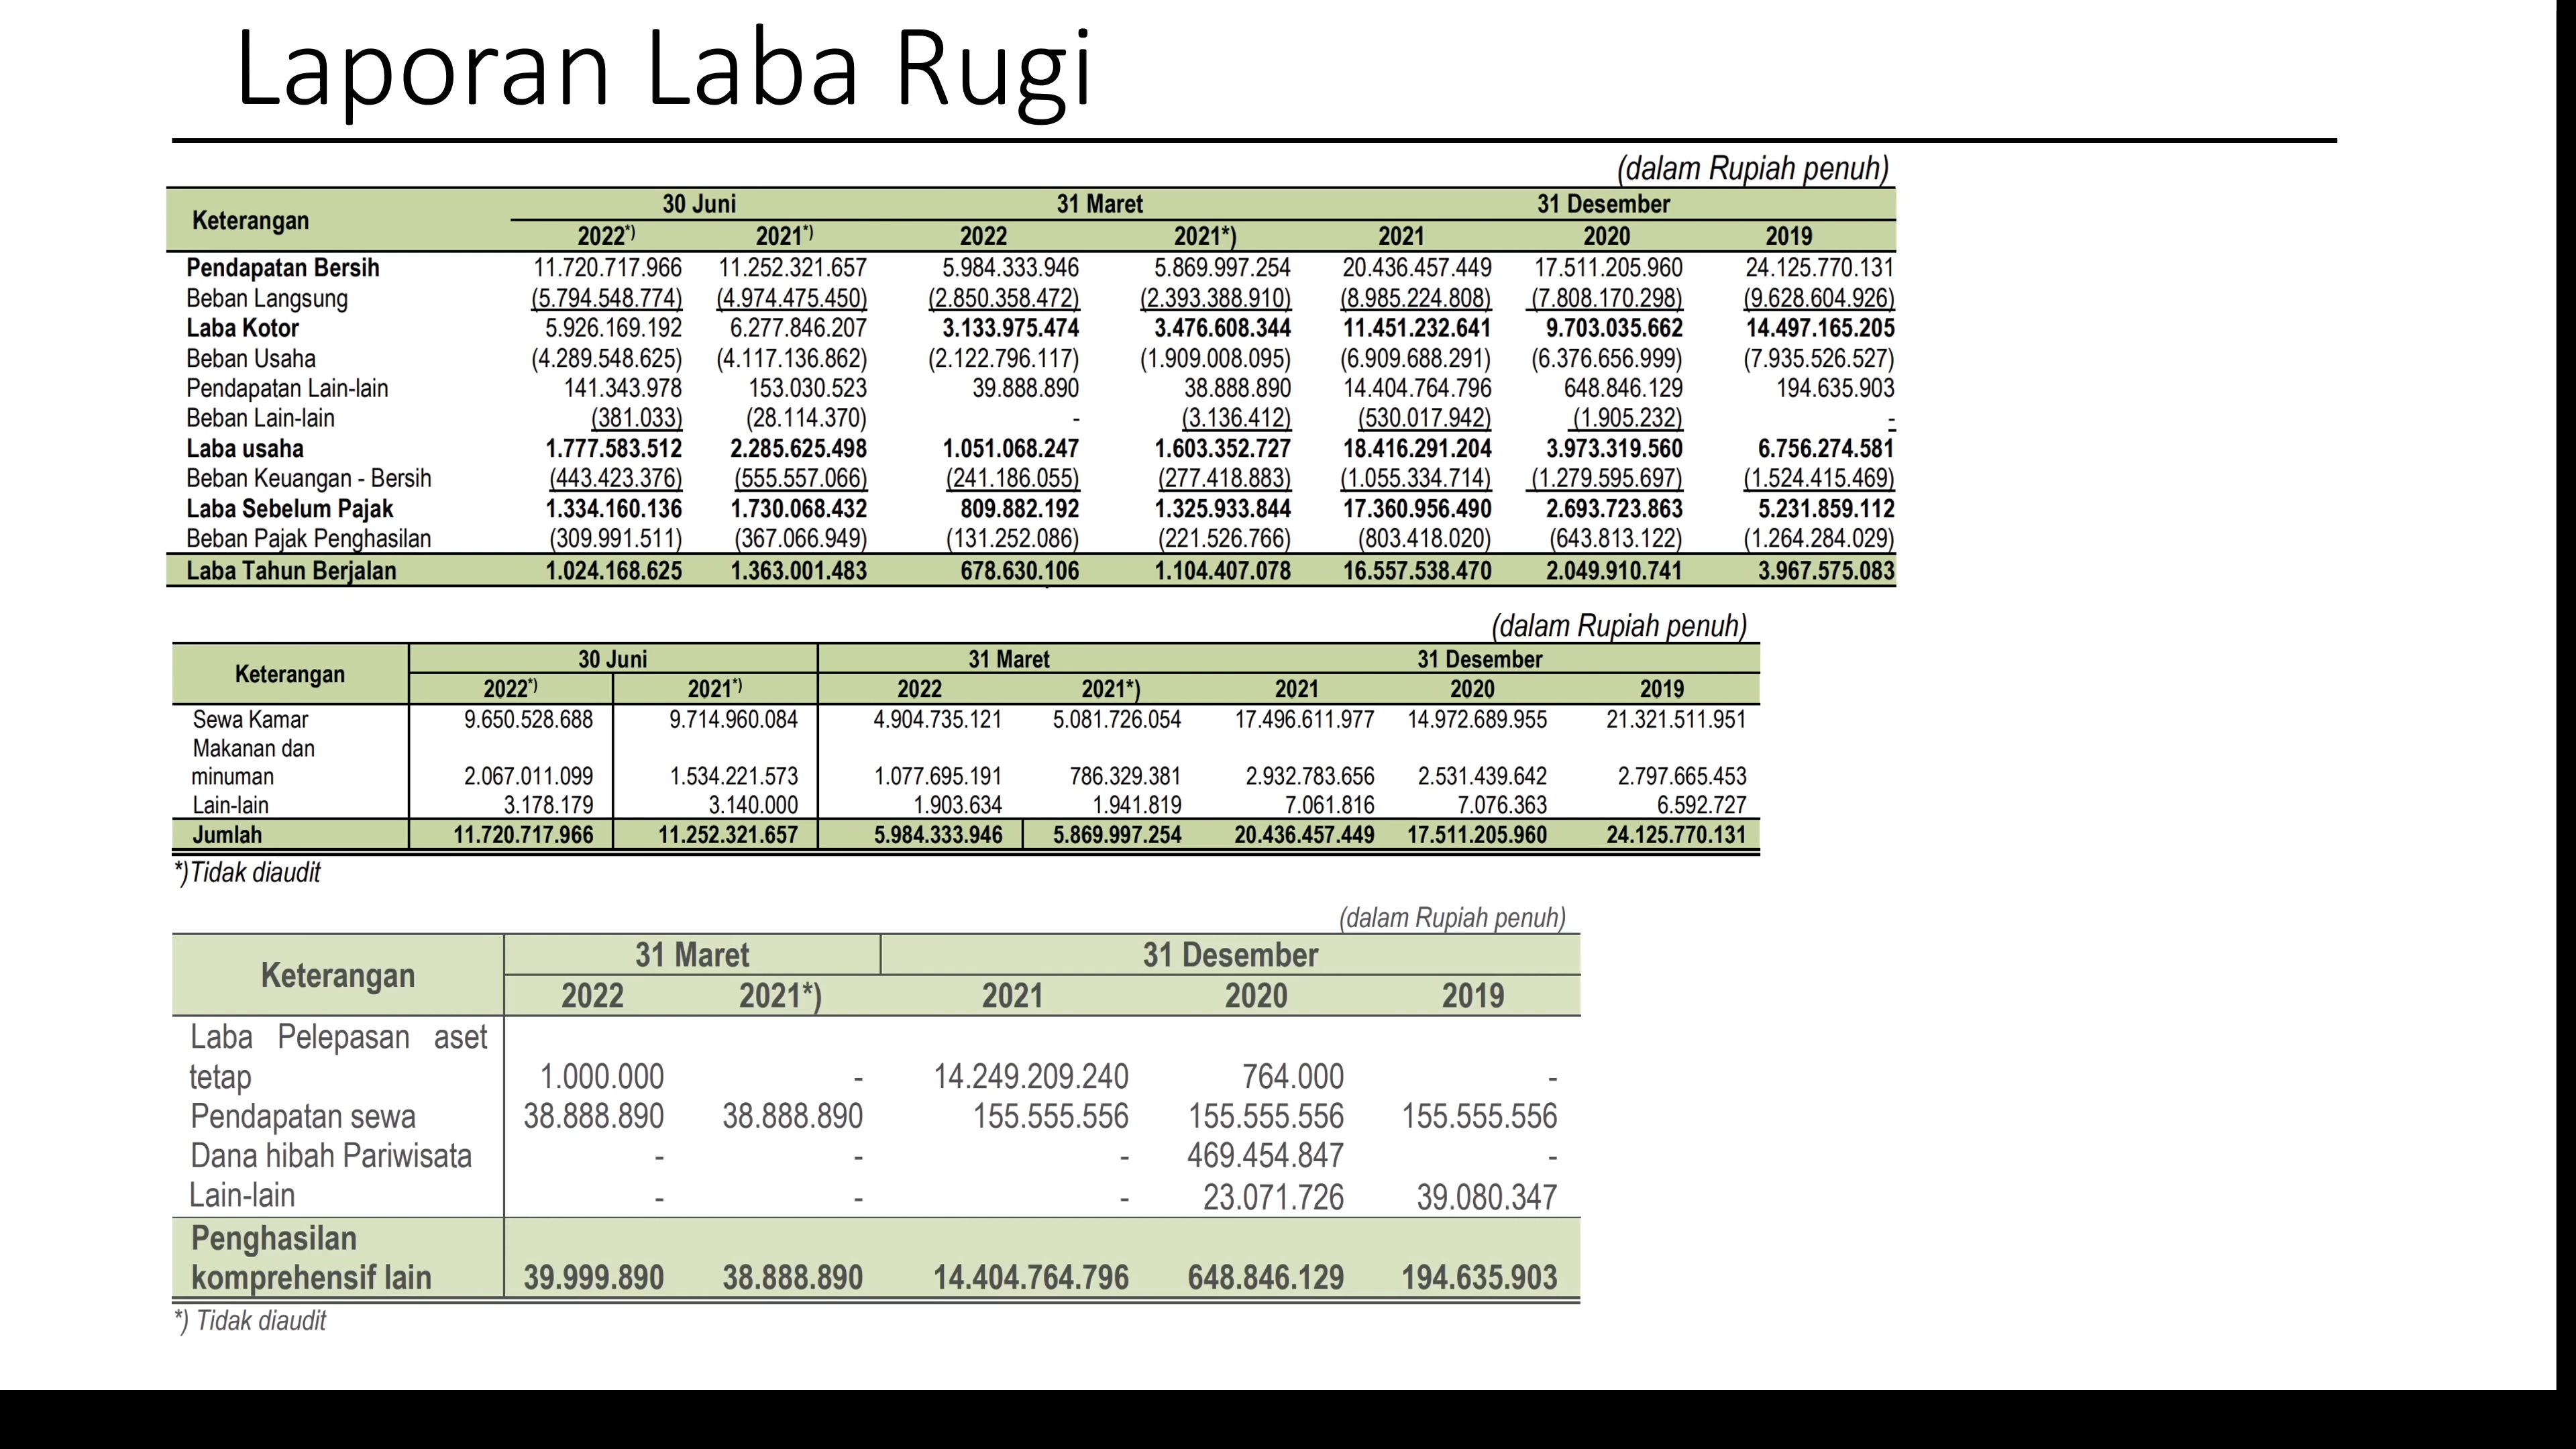 Laporan Laba Rugi
(dalam Rupiah penuh)
Keterangan 30 Juni 31 Maret 31 Desember
2022*) 2021*) 2022 2021*) 2021 2020 2019
Pendapatan Bersih 11.720.717.966 11.252.321.657 5.984.333.946 5.869.997.254 20.436.457.449 17.511.205.960 24.125.770.131
Beban Langsung (5.794.548.774) (4.974.475.450) (2.850.358.472) (2.393.388.910) (8.985.224.808) (7.808.170.298) (9.628.604.926)
Laba Kotor 5.926.169.192 6.277.846.207 3.133.975.474 3.476.608.344 11.451.232.641 9.703.035.662 14.497.165.205
Beban Usaha (4.289.548.625) (4.117.136.862) (2.122.796.117) (1.909.008.095) (6.909.688.291) (6.376.656.999) (7.935.526.527)
Pendapatan Lain-lain 141.343.978 153.030.523 39.888.890 38.888.890 14.404.764.796 648.846.129 194.635.903
Beban Lain-lain (381.033) (28.114.370) - (3.136.412) (530.017.942) (1.905.232) -
Laba usaha 1.777.583.512 2.285.625.498 1.051.068.247 1.603.352.727 18.416.291.204 3.973.319.560 6.756.274.581
Beban Keuangan - Bersih (443.423.376) (555.557.066) (241.186.055) (277.418.883) (1.055.334.714) (1.279.595.697) (1.524.415.469)
Laba Sebelum Pajak 1.334.160.136 1.730.068.432 809.882.192 1.325.933.844 17.360.956.490 2.693.723.863 5.231.859.112
Beban Pajak Penghasilan (309.991.511) (367.066.949) (131.252.086) (221.526.766) (803.418.020) (643.813.122) (1.264.284.029)
Laba Tahun Berjalan 1.024.168.625 1.363.001.483 678.630.106 1.104.407.078 16.557.538.470 2.049.910.741 3.967.575.083
(dalam Rupiah penuh)
Keterangan 30 Juni 31 Maret 31 Desember
2022*) 2021*) 2022 2021*) 2021 2020 2019
Sewa Kamar 9.650.528.688 9.714.960.084 4.904.735.121 5.081.726.054 17.496.611.977 14.972.689.955 21.321.511.951
Makanan dan
minuman 2.067.011.099 1.534.221.573 1.077.695.191 786.329.381 2.932.783.656 2.531.439.642 2.797.665.453
Lain-lain 3.178.179 3.140.000 1.903.634 1.941.819 7.061.816 7.076.363 6.592.727
Jumlah 11.720.717.966 11.252.321.657 5.984.333.946 5.869.997.254 20.436.457.449 17.511.205.960 24.125.770.131
*)Tidak diaudit
(dalam Rupiah penuh)
Keterangan 31 Maret 31 Desember
2022 2021*) 2021 2020 2019
Laba Pelepasan aset
tetap 1.000.000 - 14.249.209.240 764.000 -
Pendapatan sewa 38.888.890 38.888.890 155.555.556 155.555.556 155.555.556
Dana hibah Pariwisata - - - 469.454.847 -
Lain-lain - - - 23.071.726 39.080.347
Penghasilan
komprehensif lain 39.999.890 38.888.890 14.404.764.796 648.846.129 194.635.903
*) Tidak diaudit